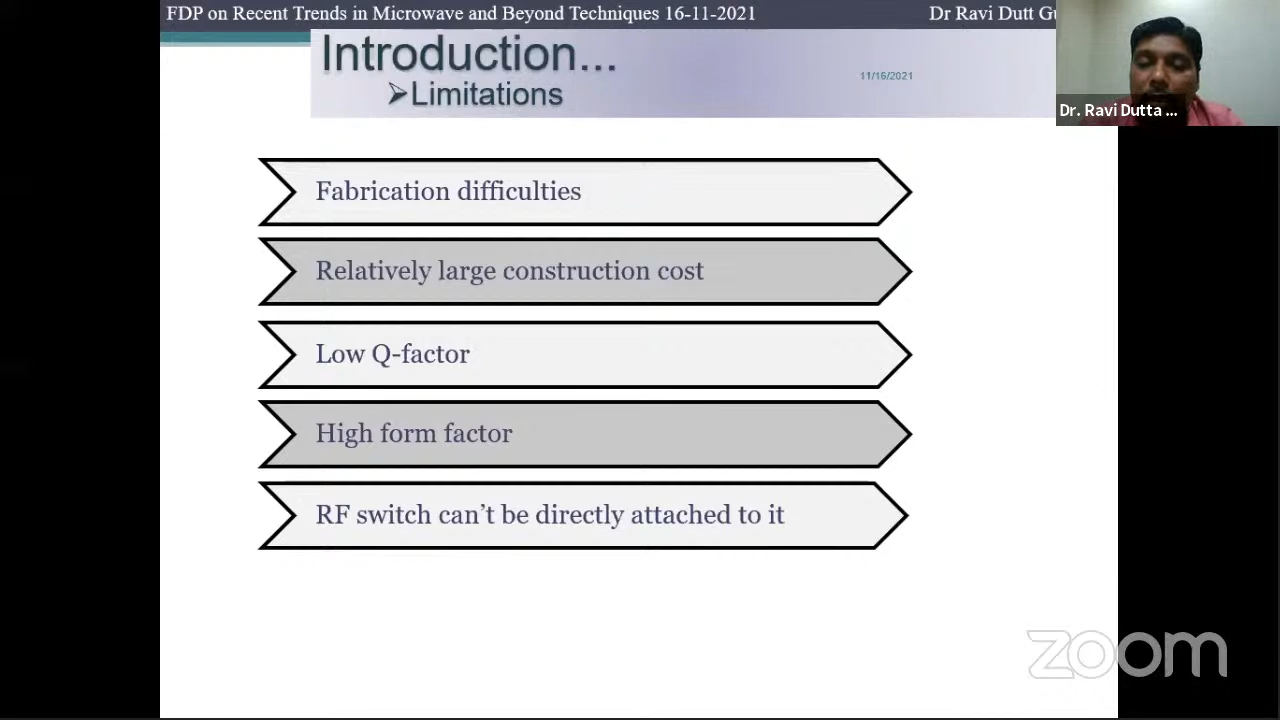 FDP on Recent Trends in Microwave and Beyond Techniques 16-11-2021
Dr Ravi Dutt Gu
Introduction...
➢Limitations
11/16/2021
Dr. Ravi Dutta ...
Fabrication difficulties
Relatively large construction cost
Low Q-factor
High form factor
RF switch can't be directly attached to it
zoom